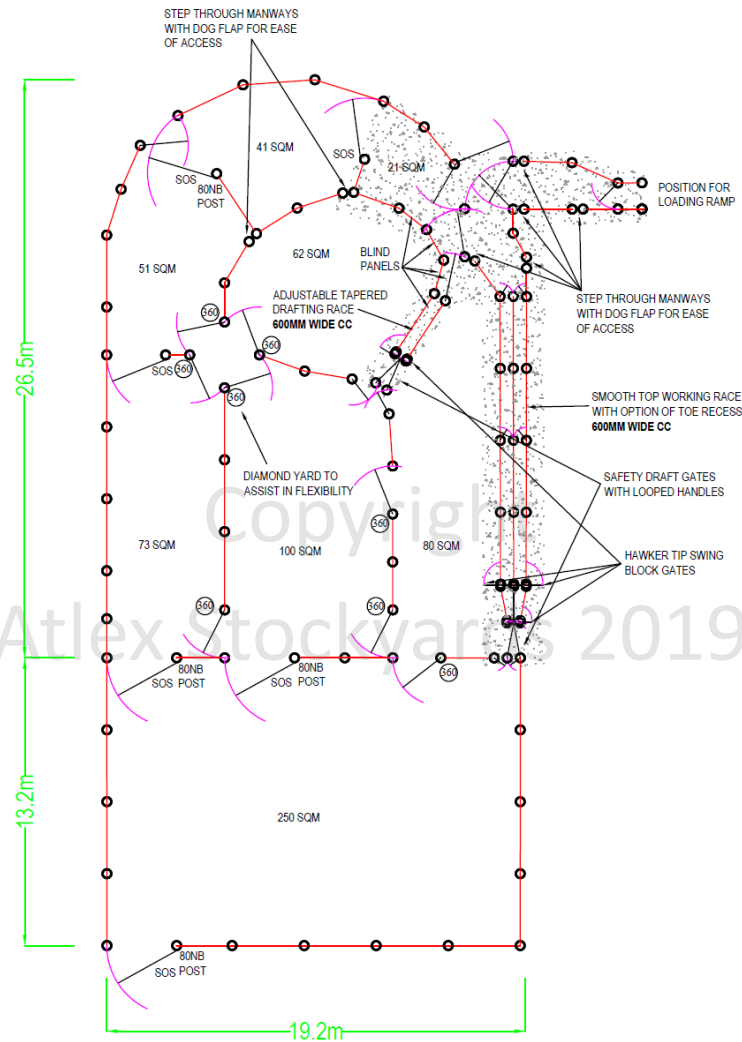 STEP THROUGH MANWAYS
WITH DOG FLAP FOR EASE
OF ACCESS
41 SQM
SOS
21 SQM
SOS
80NB
POST
POSITION FOR
LOADING RAMP
62 SQM
51 SQM
BLIND
PANELS
ADJUSTABLE TAPERED
DRAFTING RACE
600MM WIDE CC
STEP THROUGH MANWAYS
WITH DOG FLAP FOR EASE
OF ACCESS
360
360
SOS
360
360
26.5m
SMOOTH TOP WORKING RACE
WITH OPTION OF TOE RECESS
600MM WIDE CC
DIAMOND YARD TO
ASSIST IN FLEXIBILITY
SAFETY DRAFT GATES
WITH LOOPED HANDLES
Copyright
360
73 SQM
100 SQM
80 SQM
HAWKER TIP SWING
BLOCK GATES
360
360
Atlex Stockyards 2019
80NB
SOS POST
80NB
SOS POST
360
13.2m
250 SQM
80NB
SOS POST
19.2m